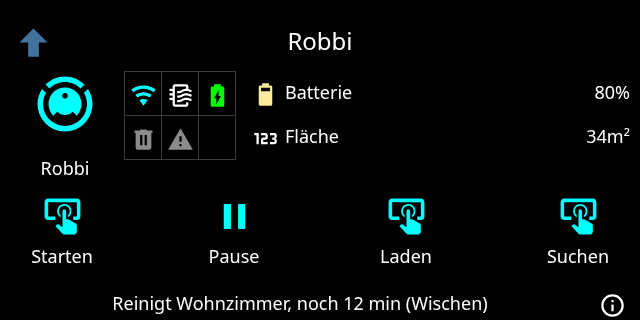 Robbi
Batterie 80%
123 Fläche 34m²
Robbi
Starten Pause Laden Suchen
Reinigt Wohnzimmer, noch 12 min (Wischen)